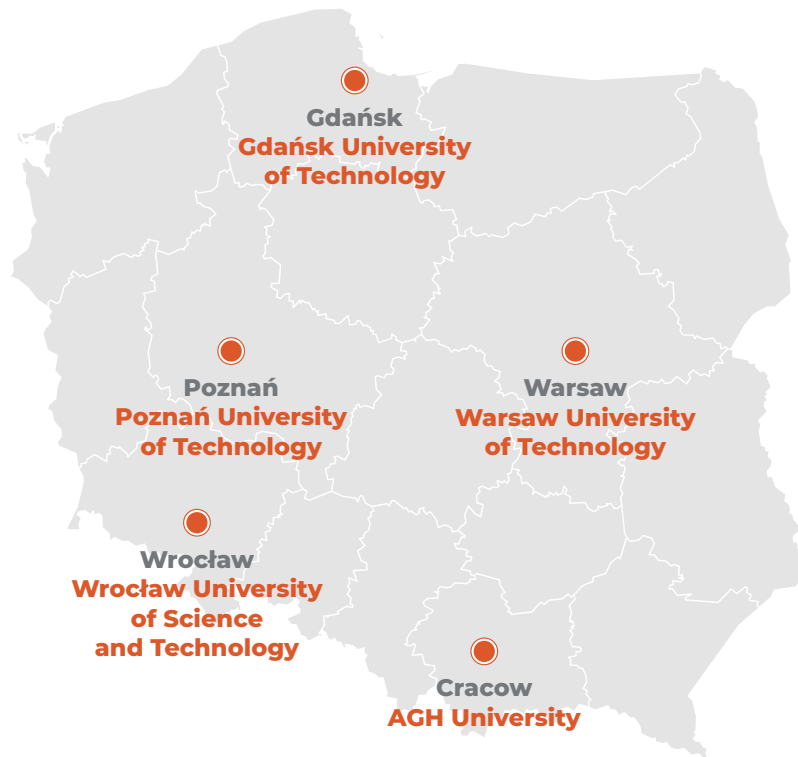 Gdańsk
Gdańsk University
of Technology
Poznań
Poznań University
of Technology
Warsaw
Warsaw University
of Technology
Wrocław
Wrocław University
of Science
and Technology
Cracow
AGH University